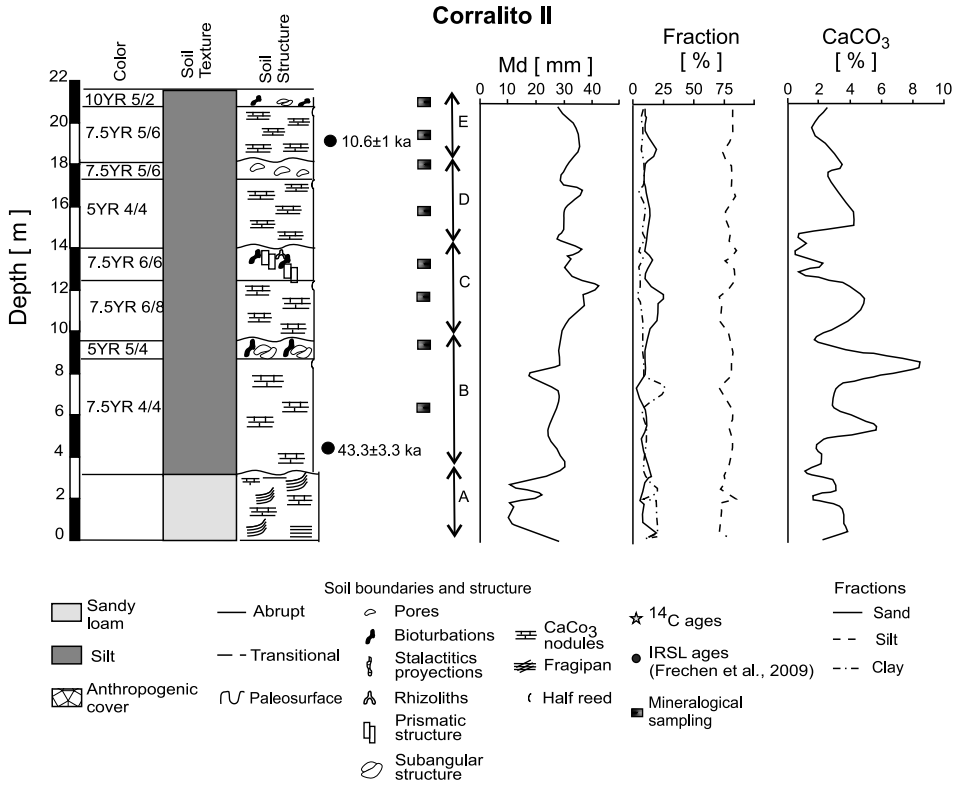 Corralito II
Color
Soil Texture
Soil Structure
Md [ mm ]
Fraction [ % ]
CaCO3 [ % ]
0 20 30 40
0 25 50 75
0 2 4 6 8 10
Depth [ m ]
22
20
18
16
14
12
10
8
6
4
2
0
10YR 5/2
7.5YR 5/6
7.5YR 5/6
5YR 4/4
7.5YR 6/6
7.5YR 6/8
5YR 5/4
7.5YR 4/4
10.6±1 ka
43.3±3.3 ka
E
D
C
B
A
Soil boundaries and structure
Sandy loam
Silt
Anthropogenic cover
Abrupt
Transitional
Paleosurface
Pores
Bioturbations
Stalactitics proyections
Rhizoliths
Prismatic structure
Subangular structure
CaCo3 nodules
Fragipan
Half reed
14C ages
IRSL ages
(Frechen et al., 2009)
Mineralogical sampling
Fractions
Sand
Silt
Clay